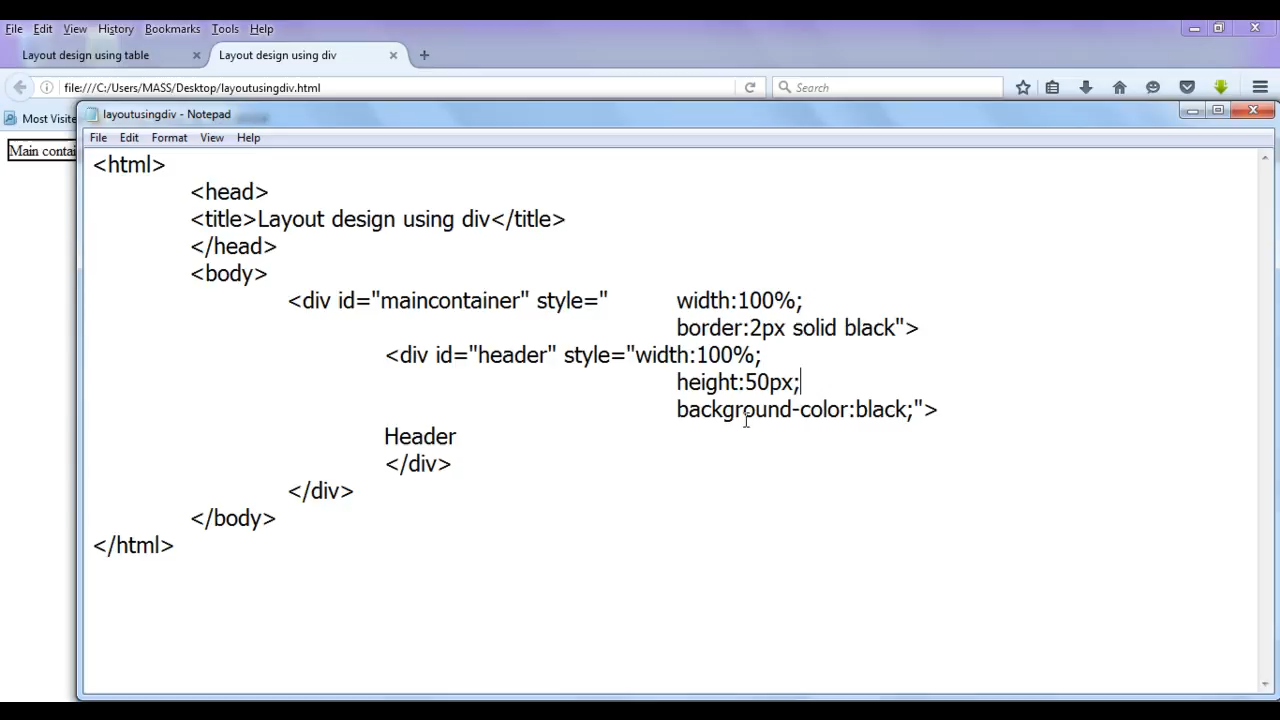 File Edit View History Bookmarks Tools Help
Layout design using table
Layout design using div
file:///C:/Users/MASS/Desktop/layoutusingdiv.html
Search
Most Visite
layoutusingdiv - Notepad
File Edit Format View Help
Main contai
<html>
<head>
<title>Layout design using div</title>
</head>
<body>
<div id="maincontainer" style=" width:100%;
border:2px solid black">
<div id="header" style="width:100%;
height:50px;
background-color:black;">
Header
</div>
</div>
</body>
</html>